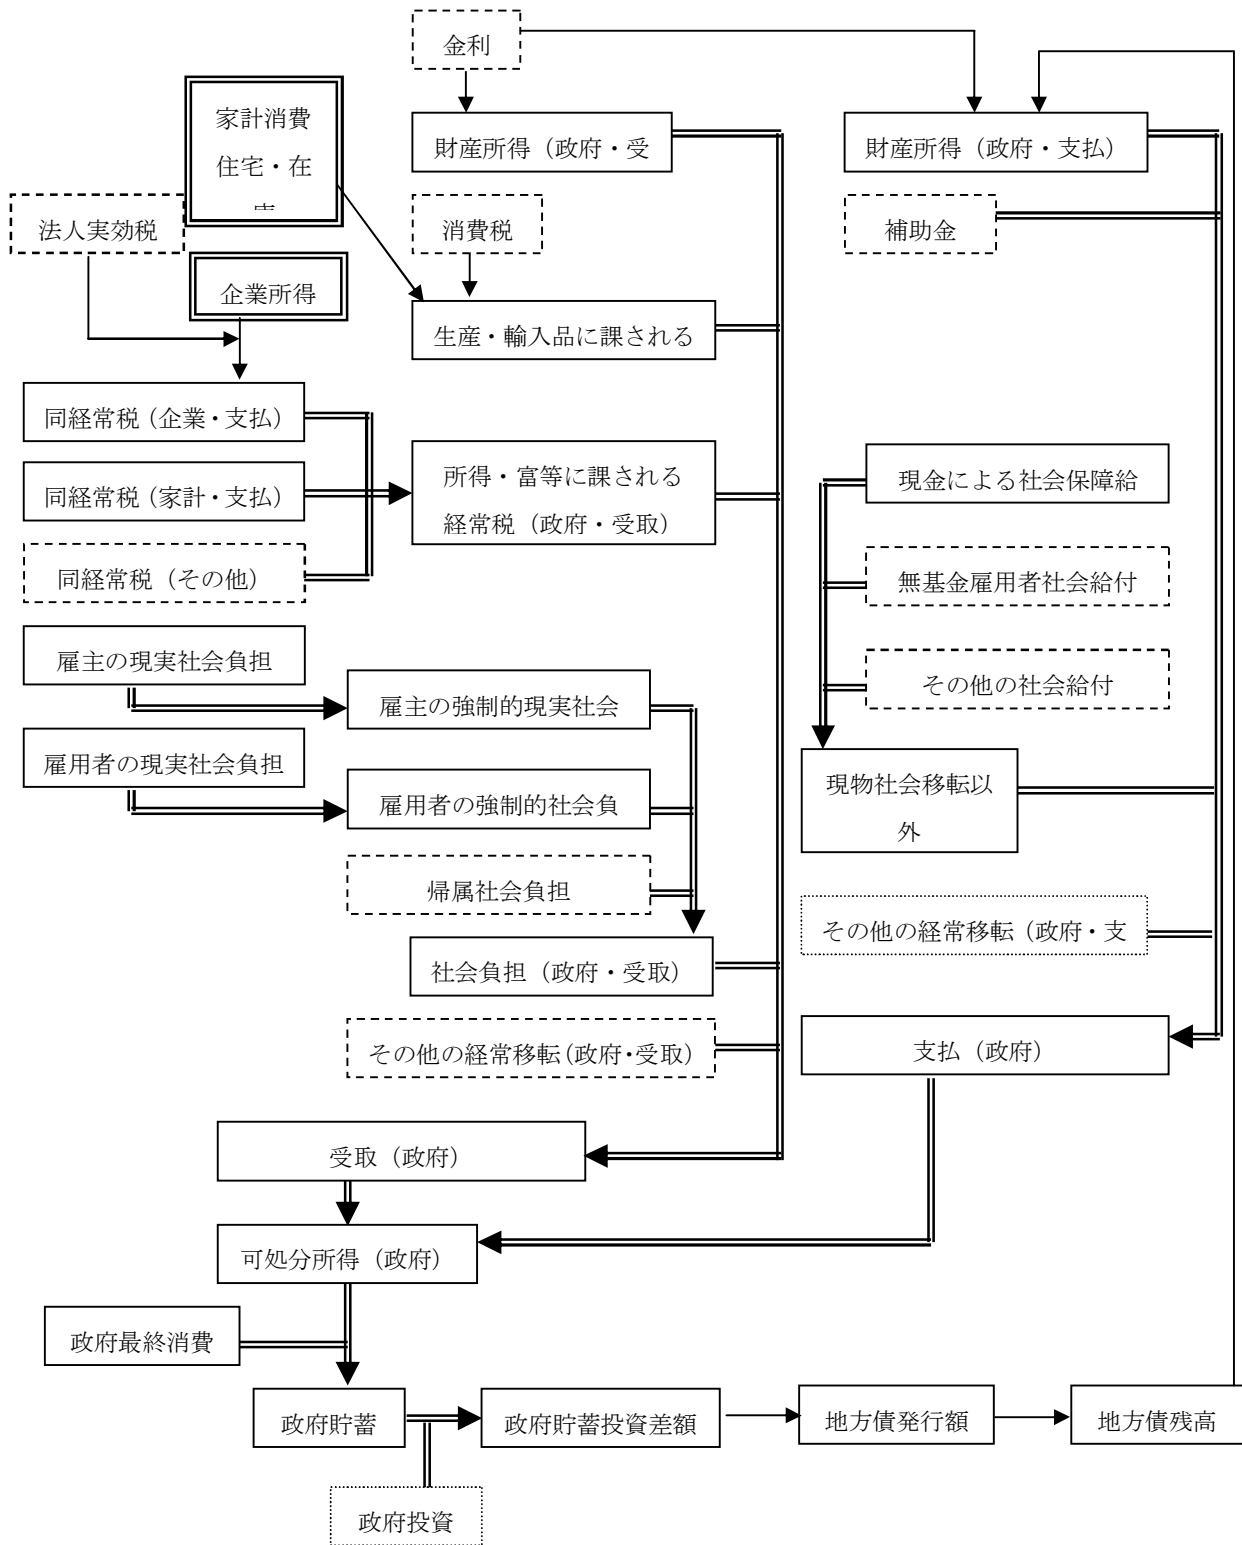 金利
家計消費
住宅・在
財産所得（政府・受
財産所得（政府・支払）
法人実効税
消費税
補助金
企業所得
生産・輸入品に課される
同経常税（企業・支払）
所得・富等に課される
経常税（政府・受取）
現金による社会保障給
同経常税（家計・支払）
同経常税（その他）
無基金雇用者社会給付
雇主の現実社会負担
その他の社会給付
雇主の強制的現実社会
雇用者の現実社会負担
現物社会移転以
外
雇用者の強制的社会負
帰属社会負担
その他の経常移転（政府・支
社会負担（政府・受取）
その他の経常移転（政府・受取）
支払（政府）
受取（政府）
可処分所得（政府）
政府最終消費
政府貯蓄
政府貯蓄投資差額
地方債発行額
地方債残高
政府投資